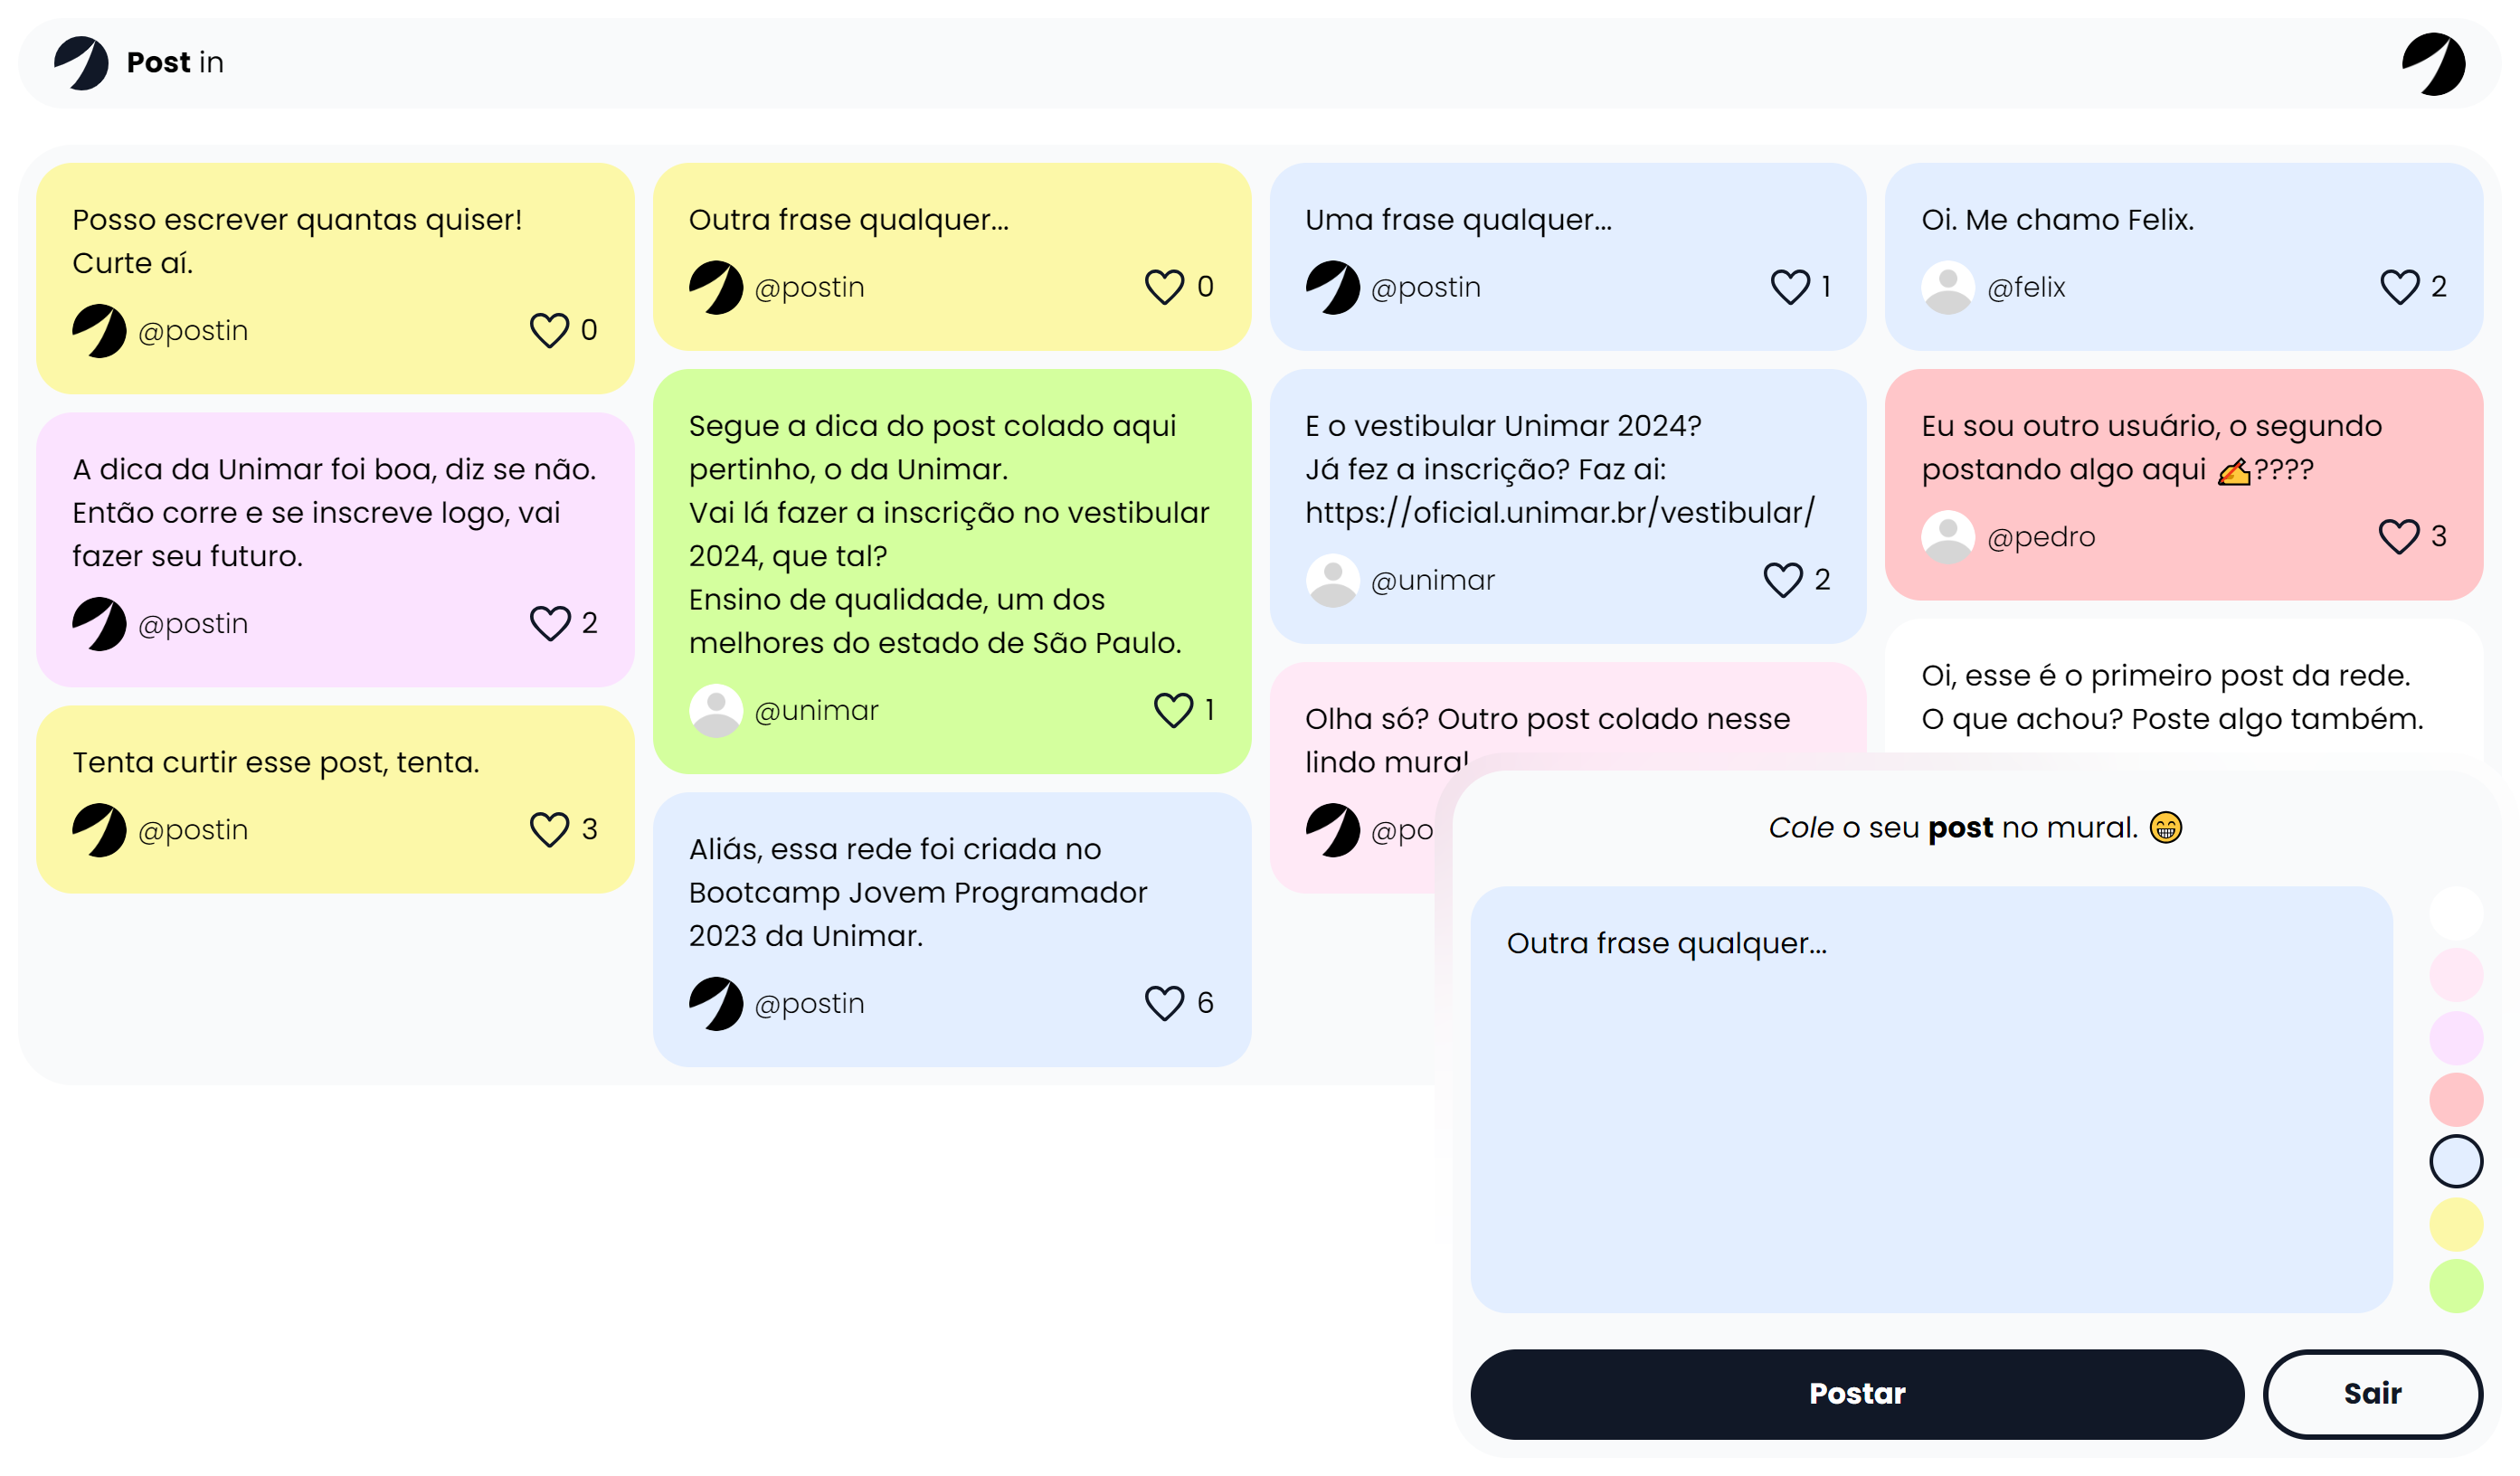 Post in
Posso escrever quantas quiser!
Curte aí.
@postin 0
A dica da Unimar foi boa, diz se não.
Então corre e se inscreve logo, vai
fazer seu futuro.
@postin 2
Tenta curtir esse post, tenta.
@postin 3
Outra frase qualquer...
@postin 0
Segue a dica do post colado aqui
pertinho, o da Unimar.
Vai lá fazer a inscrição no vestibular
2024, que tal?
Ensino de qualidade, um dos
melhores do estado de São Paulo.
@unimar 1
Aliás, essa rede foi criada no
Bootcamp Jovem Programador
2023 da Unimar.
@postin 6
Uma frase qualquer...
@postin 1
E o vestibular Unimar 2024?
Já fez a inscrição? Faz ai:
https://oficial.unimar.br/vestibular/
@unimar 2
Olha só? Outro post colado nesse
lindo mural
@po
Oi. Me chamo Felix.
@felix 2
Eu sou outro usuário, o segundo
postando algo aqui ✍️????
@pedro 3
Oi, esse é o primeiro post da rede.
O que achou? Poste algo também.
Cole o seu post no mural. 😁
Outra frase qualquer...
Postar
Sair